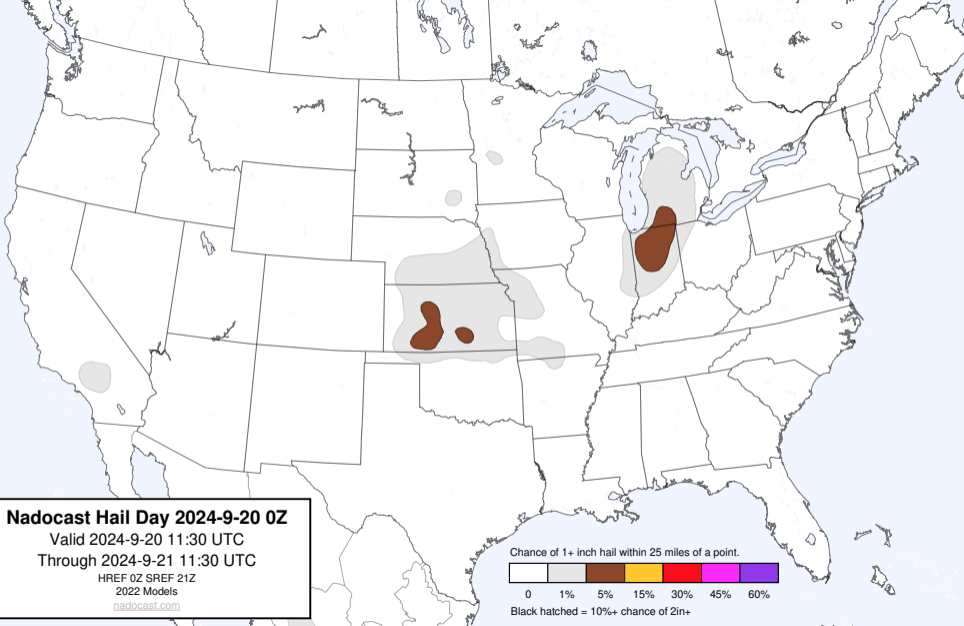 Nadocast Hail Day 2024-9-20 0Z
Valid 2024-9-20 11:30 UTC
Through 2024-9-21 11:30 UTC
HREF 0Z SREF 21Z
2022 Models
nadocast.com
Chance of 1+ inch hail within 25 miles of a point.
0 1% 5% 15% 30% 45% 60%
Black hatched = 10%+ chance of 2in+